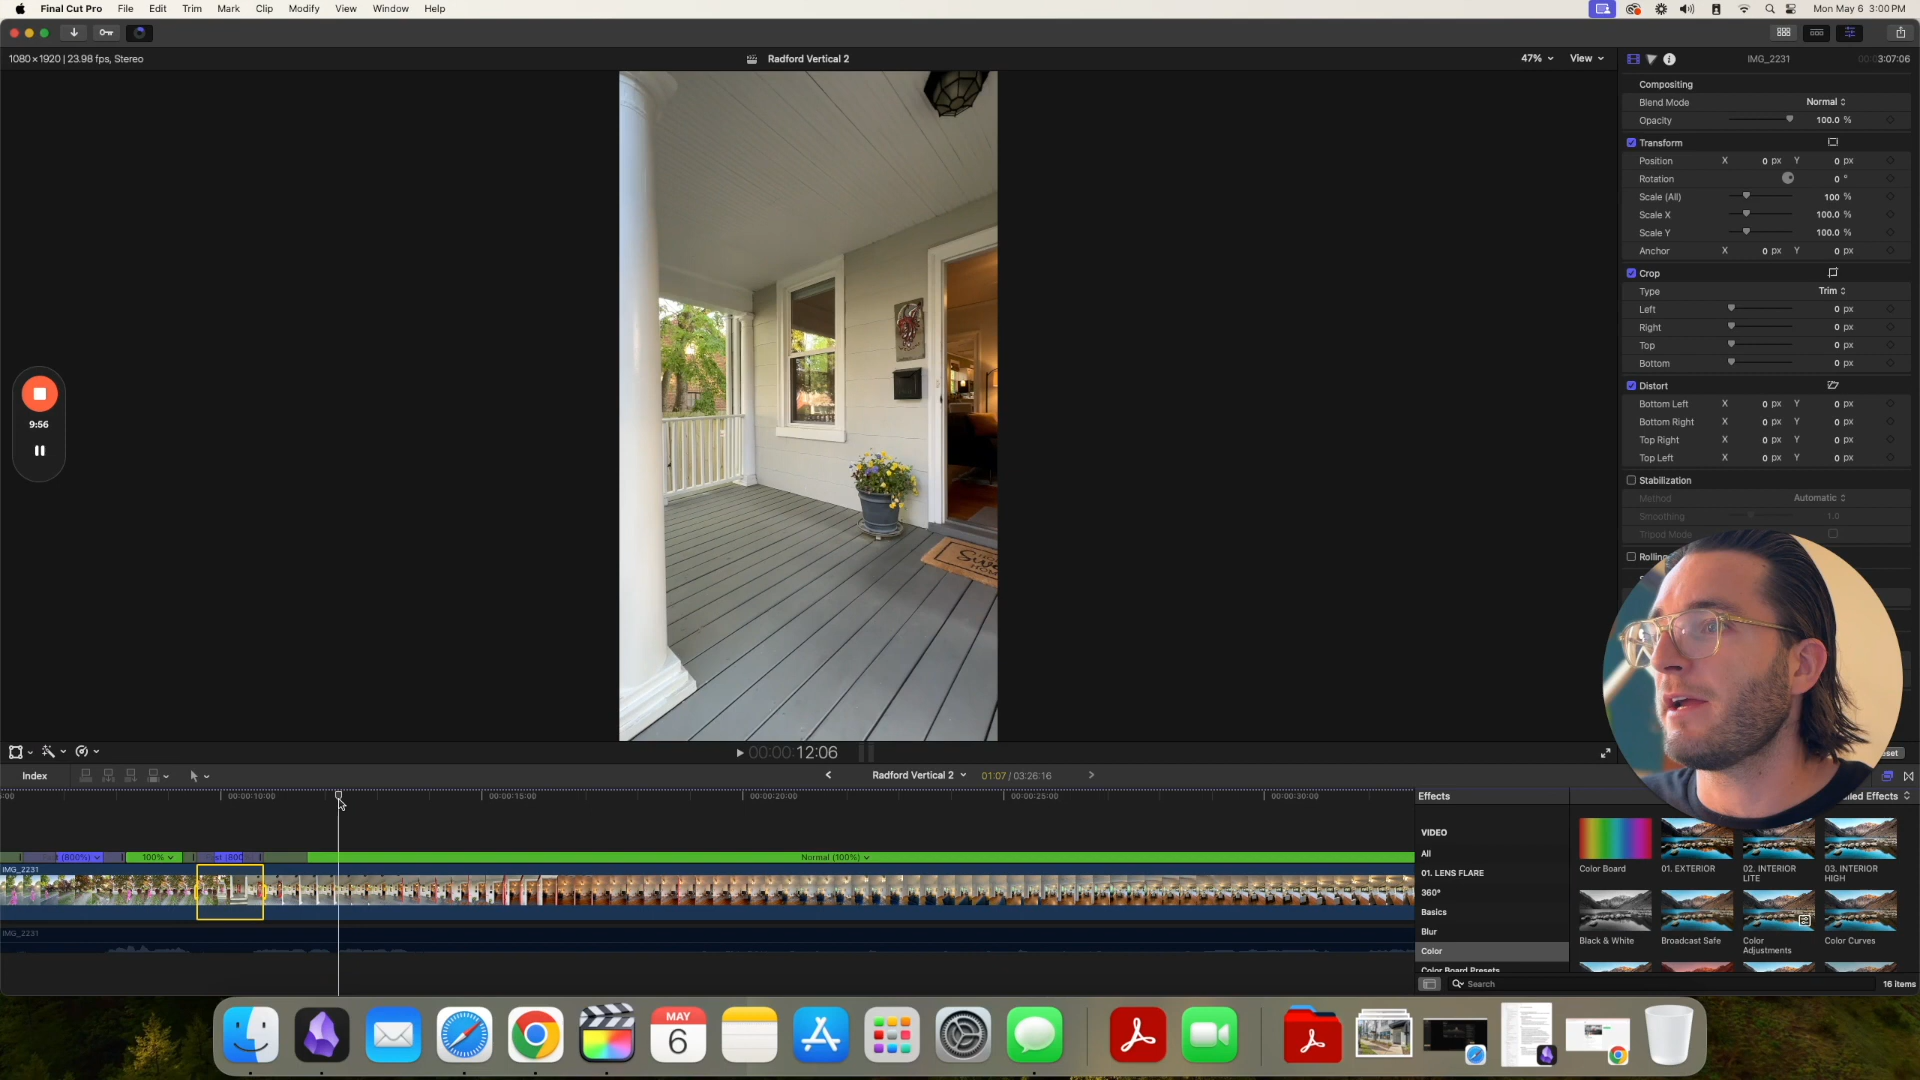 Final Cut Pro File Edit Trim Mark Clip Modify View Window Help Mon May 6 3:00 PM
1080×1920 | 23.98 fps, Stereo Radford Vertical 2 47% View IMG_2231 3:07:06
Compositing
Blend Mode Normal
Opacity 100.0 %
Transform
Position X 0 px Y 0 px
Rotation 0 °
Scale (All) 100 %
Scale X 100.0 %
Scale Y 100.0 %
Anchor X 0 px Y 0 px
Crop
Type Trim
Left 0 px
Right 0 px
Top 0 px
Bottom 0 px
Distort
Bottom Left X 0 px Y 0 px
Bottom Right X 0 px Y 0 px
Top Right X 0 px Y 0 px
Top Left X 0 px Y 0 px
Stabilization
Method Automatic
Smoothing 1.0
Tripod Mode
Rolling
9:56
00:00:12:06
Index Radford Vertical 2 01:07 / 03:26:16
00:00:10:00 00:00:15:00 00:00:20:00 00:00:25:00 00:00:30:00
(800%) 100% Normal (100%)
IMG_2231
IMG_2231
Effects
VIDEO
All
01. LENS FLARE
360°
Basics
Blur
Color
Color Board Presets
Color Board 01. EXTERIOR 02. INTERIOR LITE 03. INTERIOR HIGH
Black & White Broadcast Safe Color Adjustments Color Curves
Search 16 items
MAY
6